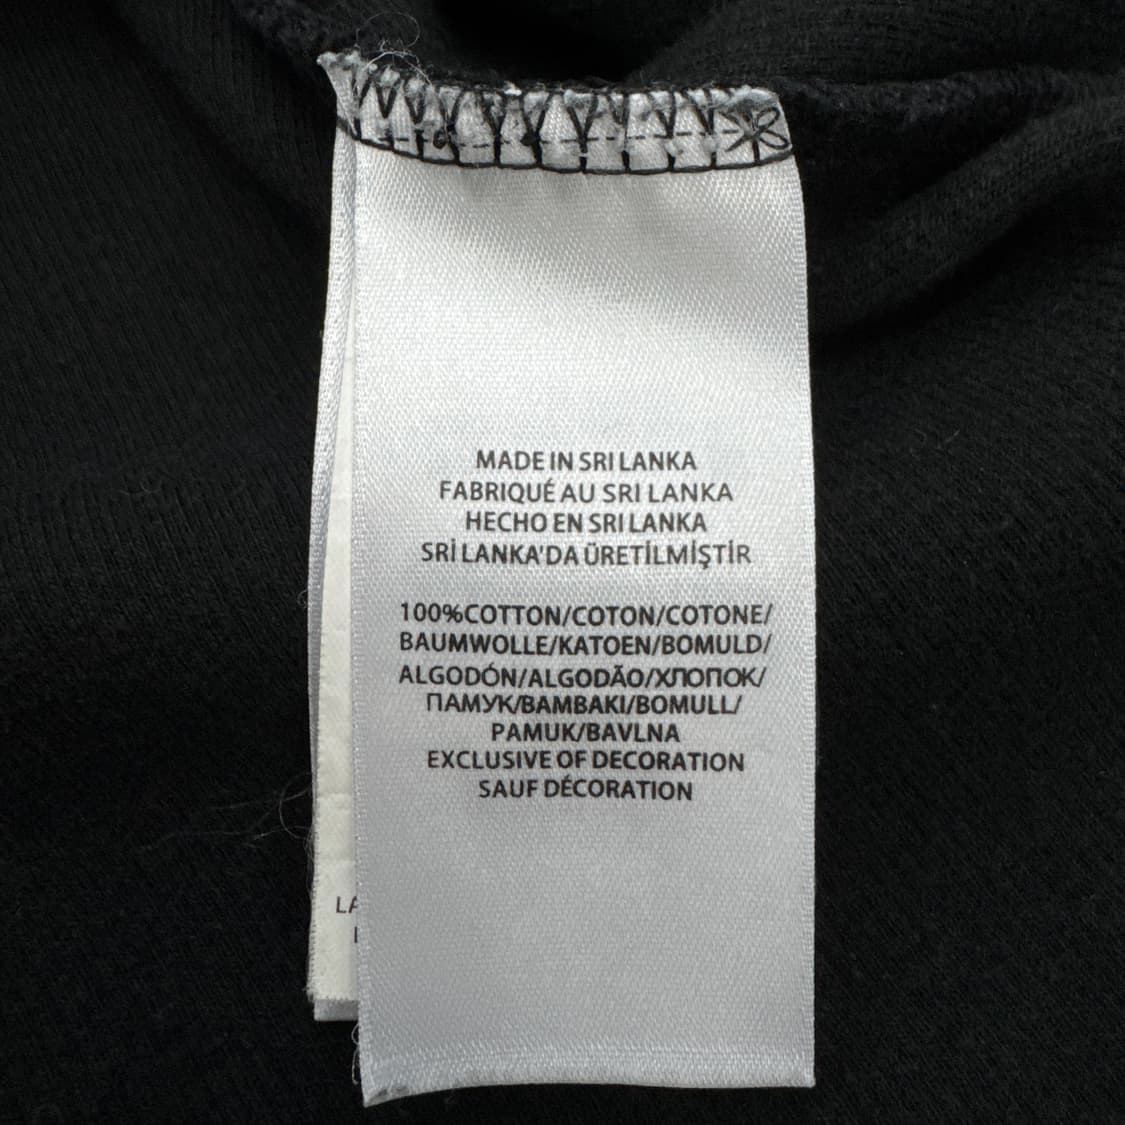 MADE IN SRI LANKA
FABRIQUÉ AU SRI LANKA
HECHO EN SRI LANKA
SRİ LANKA'DA ÜRETİLMİŞTİR
100%COTTON/COTON/COTONE/
BAUMWOLLE/KATOEN/BOMULD/
ALGODÓN/ALGODÃO/ХЛОПОК/
ПАМУК/BAMBAKI/BOMULL/
PAMUK/BAVLNA
EXCLUSIVE OF DECORATION
SAUF DÉCORATION